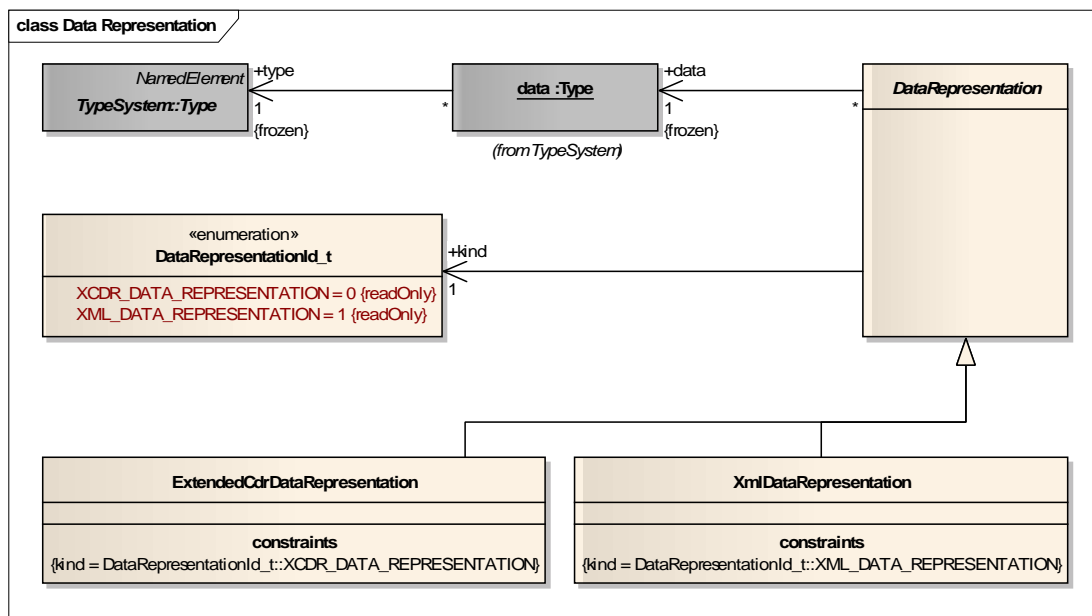 class Data Representation
NamedElement
TypeSystem::Type
+type
1
{frozen}
*
data :Type
(from TypeSystem)
+data
1
{frozen}
*
DataRepresentation
«enumeration»
DataRepresentationId_t
XCDR_DATA_REPRESENTATION = 0 {readOnly}
XML_DATA_REPRESENTATION = 1 {readOnly}
+kind
1
ExtendedCdrDataRepresentation
constraints
{kind = DataRepresentationId_t::XCDR_DATA_REPRESENTATION}
XmlDataRepresentation
constraints
{kind = DataRepresentationId_t::XML_DATA_REPRESENTATION}